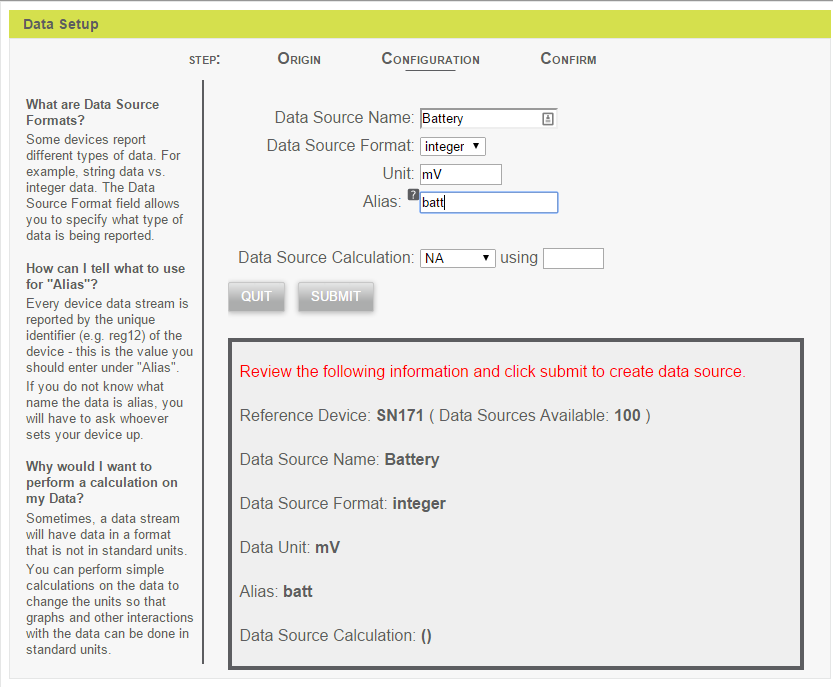 Data Setup
STEP: ORIGIN CONFIGURATION CONFIRM
What are Data Source
Formats?
Some devices report
different types of data. For
example, string data vs.
integer data. The Data
Source Format field allows
you to specify what type of
data is being reported.
How can I tell what to use
for "Alias"?
Every device data stream is
reported by the unique
identifier (e.g. reg12) of the
device - this is the value you
should enter under "Alias".
If you do not know what
name the data is alias, you
will have to ask whoever
sets your device up.
Why would I want to
perform a calculation on
my Data?
Sometimes, a data stream
will have data in a format
that is not in standard units.
You can perform simple
calculations on the data to
change the units so that
graphs and other interactions
with the data can be done in
standard units.
Data Source Name: Battery
Data Source Format: integer
Unit: mV
Alias: ? batt
Data Source Calculation: NA using
QUIT SUBMIT
Review the following information and click submit to create data source.
Reference Device: SN171 ( Data Sources Available: 100 )
Data Source Name: Battery
Data Source Format: integer
Data Unit: mV
Alias: batt
Data Source Calculation: ()